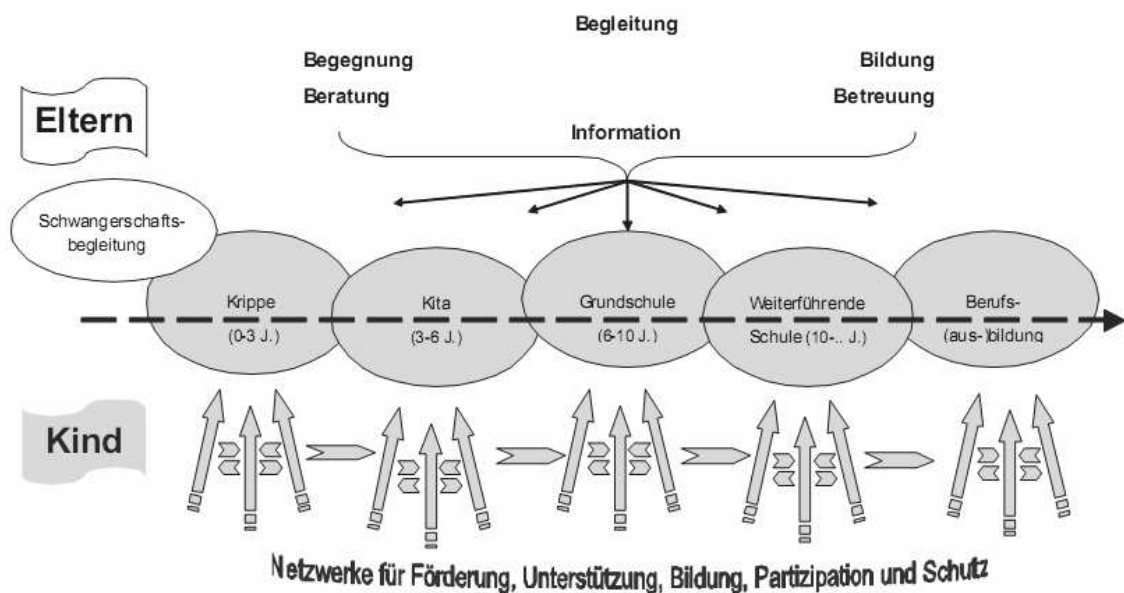 Begleitung
Begegnung
Bildung
Beratung
Betreuung
Eltern
Information
Schwangerschafts-
begleitung
Krippe
(0-3 J.)
Kita
(3-6 J.)
Grundschule
(6-10 J.)
Weiterführende
Schule (10-.. J.)
Berufs-
(aus-)bildung
Kind
Netzwerke für Förderung, Unterstützung, Bildung, Partizipation und Schutz